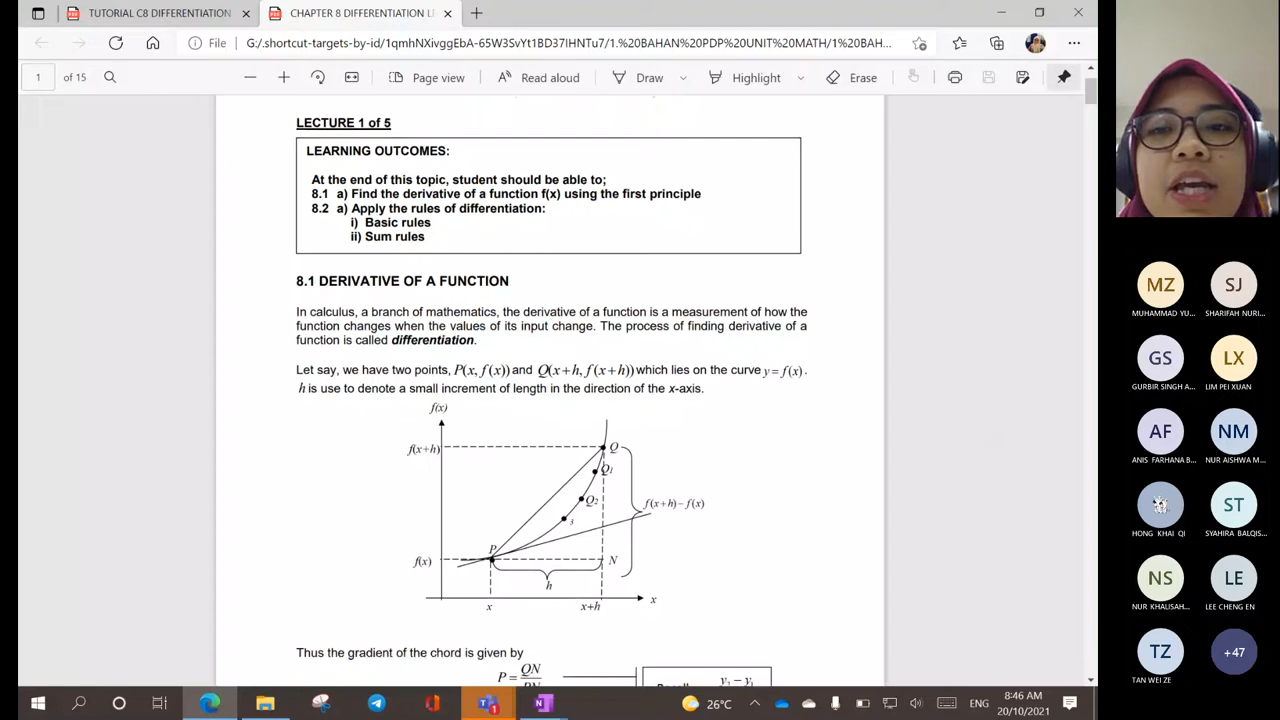 TUTORIAL C8 DIFFERENTIATION
CHAPTER 8 DIFFERENTIATION LE
File
G:/.shortcut-targets-by-id/1qmhNXivggEbA-65W3SvYt1BD37IHNTu7/1.%20BAHAN%20PDP%20UNIT%20MATH/1%20BAH...
1 of 15
Page view
Read aloud
Draw
Highlight
Erase
LECTURE 1 of 5
LEARNING OUTCOMES:
At the end of this topic, student should be able to;
8.1 a) Find the derivative of a function f(x) using the first principle
8.2 a) Apply the rules of differentiation:
i) Basic rules
ii) Sum rules
8.1 DERIVATIVE OF A FUNCTION
In calculus, a branch of mathematics, the derivative of a function is a measurement of how the
function changes when the values of its input change. The process of finding derivative of a
function is called differentiation.
Let say, we have two points, P(x, f(x)) and Q(x+h, f(x+h)) which lies on the curve y = f(x).
h is use to denote a small increment of length in the direction of the x-axis.
f(x)
f(x+h)
Q
Q1
Q2
3
f(x+h)−f(x)
P
f(x)
N
h
x
x+h
x
Thus the gradient of the chord is given by
P = QN
y₂ − y₁
MZ
MUHAMMAD YU...
SJ
SHARIFAH NURI...
GS
GURBIR SINGH A...
LX
LIM PEI XUAN
AF
ANIS FARHANA B...
NM
NUR AISHWA M...
HONG KHAI QI
ST
SYAHIRA BALQIS...
NS
NUR KHALISAH...
LE
LEE CHENG EN
TZ
TAN WEI ZE
+47
26°C
ENG
8:46 AM
20/10/2021